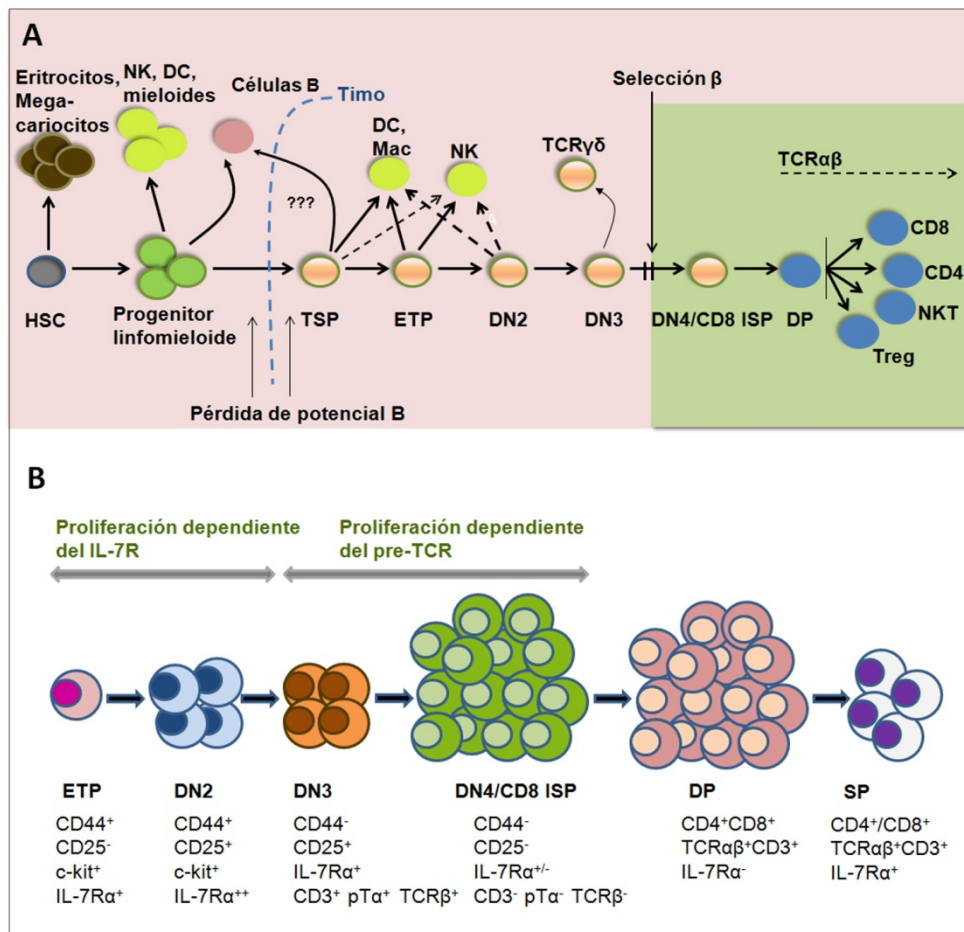 A
Eritrocitos,
Mega-
cariocitos
NK, DC,
mieloides
Células B
Timo
???
DC,
Mac
NK
TCRγδ
Selección β
TCRαβ
CD8
CD4
NKT
Treg
HSC
Progenitor
linfomieloide
TSP
ETP
DN2
DN3
DN4/CD8 ISP
DP
Pérdida de potencial B
B
Proliferación dependiente
del IL-7R
Proliferación dependiente
del pre-TCR
ETP
CD44⁺
CD25⁻
c-kit⁺
IL-7Rα⁺
DN2
CD44⁺
CD25⁺
c-kit⁺
IL-7Rα⁺⁺
DN3
CD44⁻
CD25⁺
IL-7Rα⁺
CD3⁺ pTα⁺ TCRβ⁺
DN4/CD8 ISP
CD44⁻
CD25⁻
IL-7Rα⁺/⁻
CD3⁻ pTα⁻ TCRβ⁻
DP
CD4⁺CD8⁺
TCRαβ⁺CD3⁺
IL-7Rα⁻
SP
CD4⁺/CD8⁺
TCRαβ⁺CD3⁺
IL-7Rα⁺